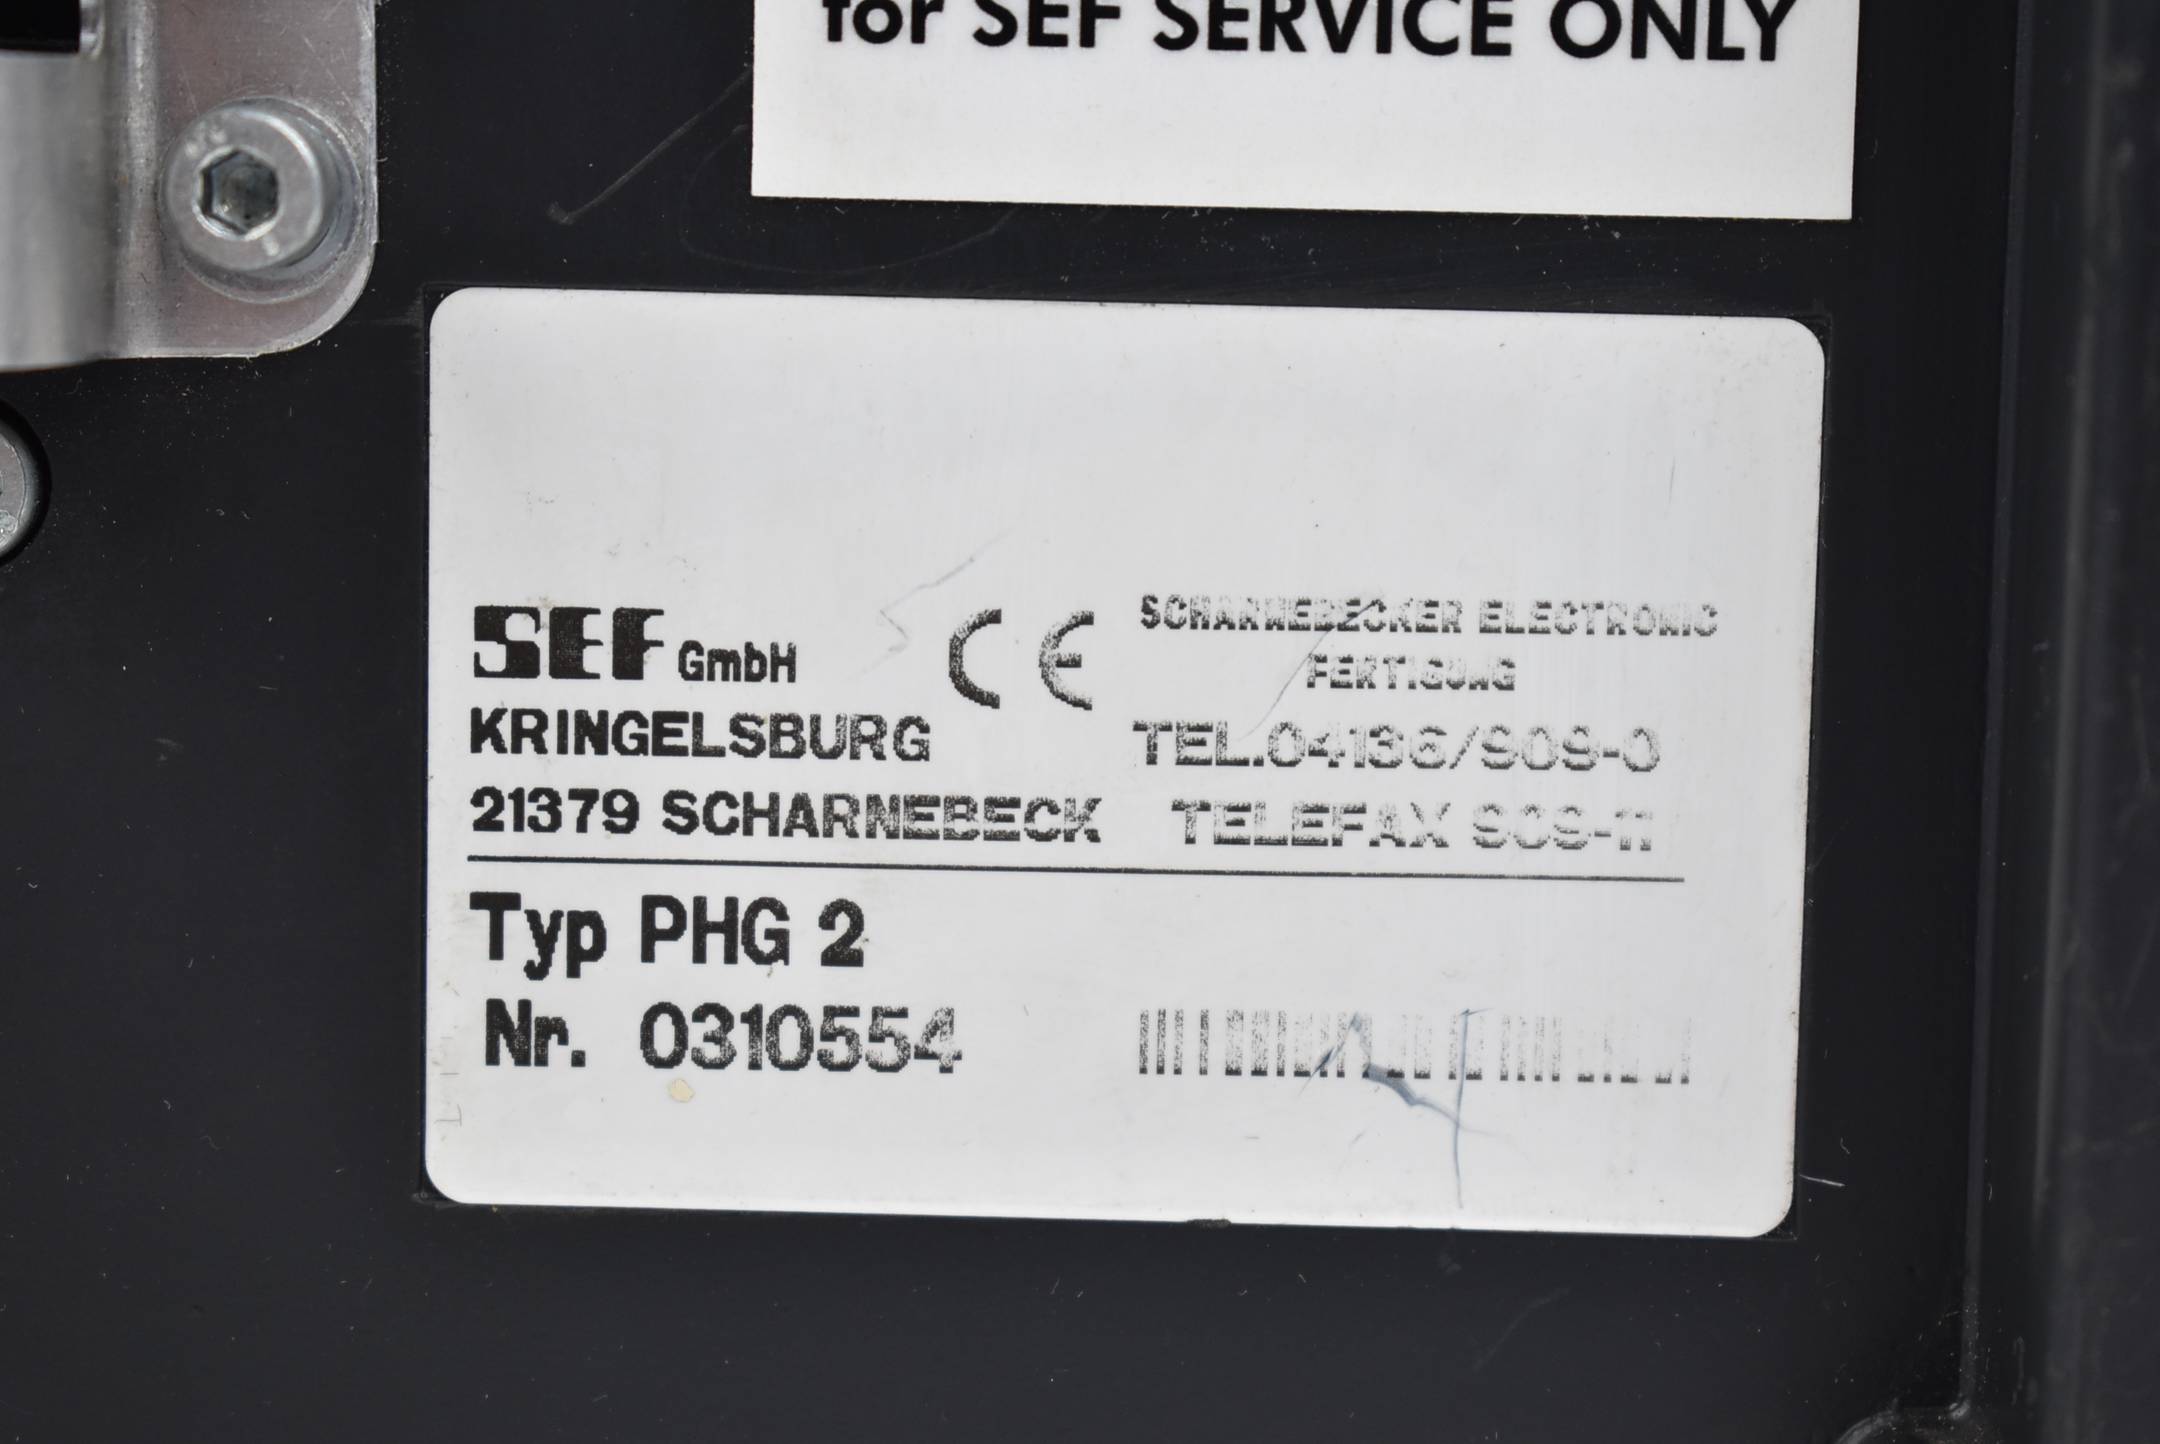 for SEF SERVICE ONLY
SEF GmbH CE SCHARNEBECKER ELECTRONIC
FERTIGUNG
KRINGELSBURG TEL.04136/909-0
21379 SCHARNEBECK TELEFAX 909-11
Typ PHG 2
Nr. 0310554